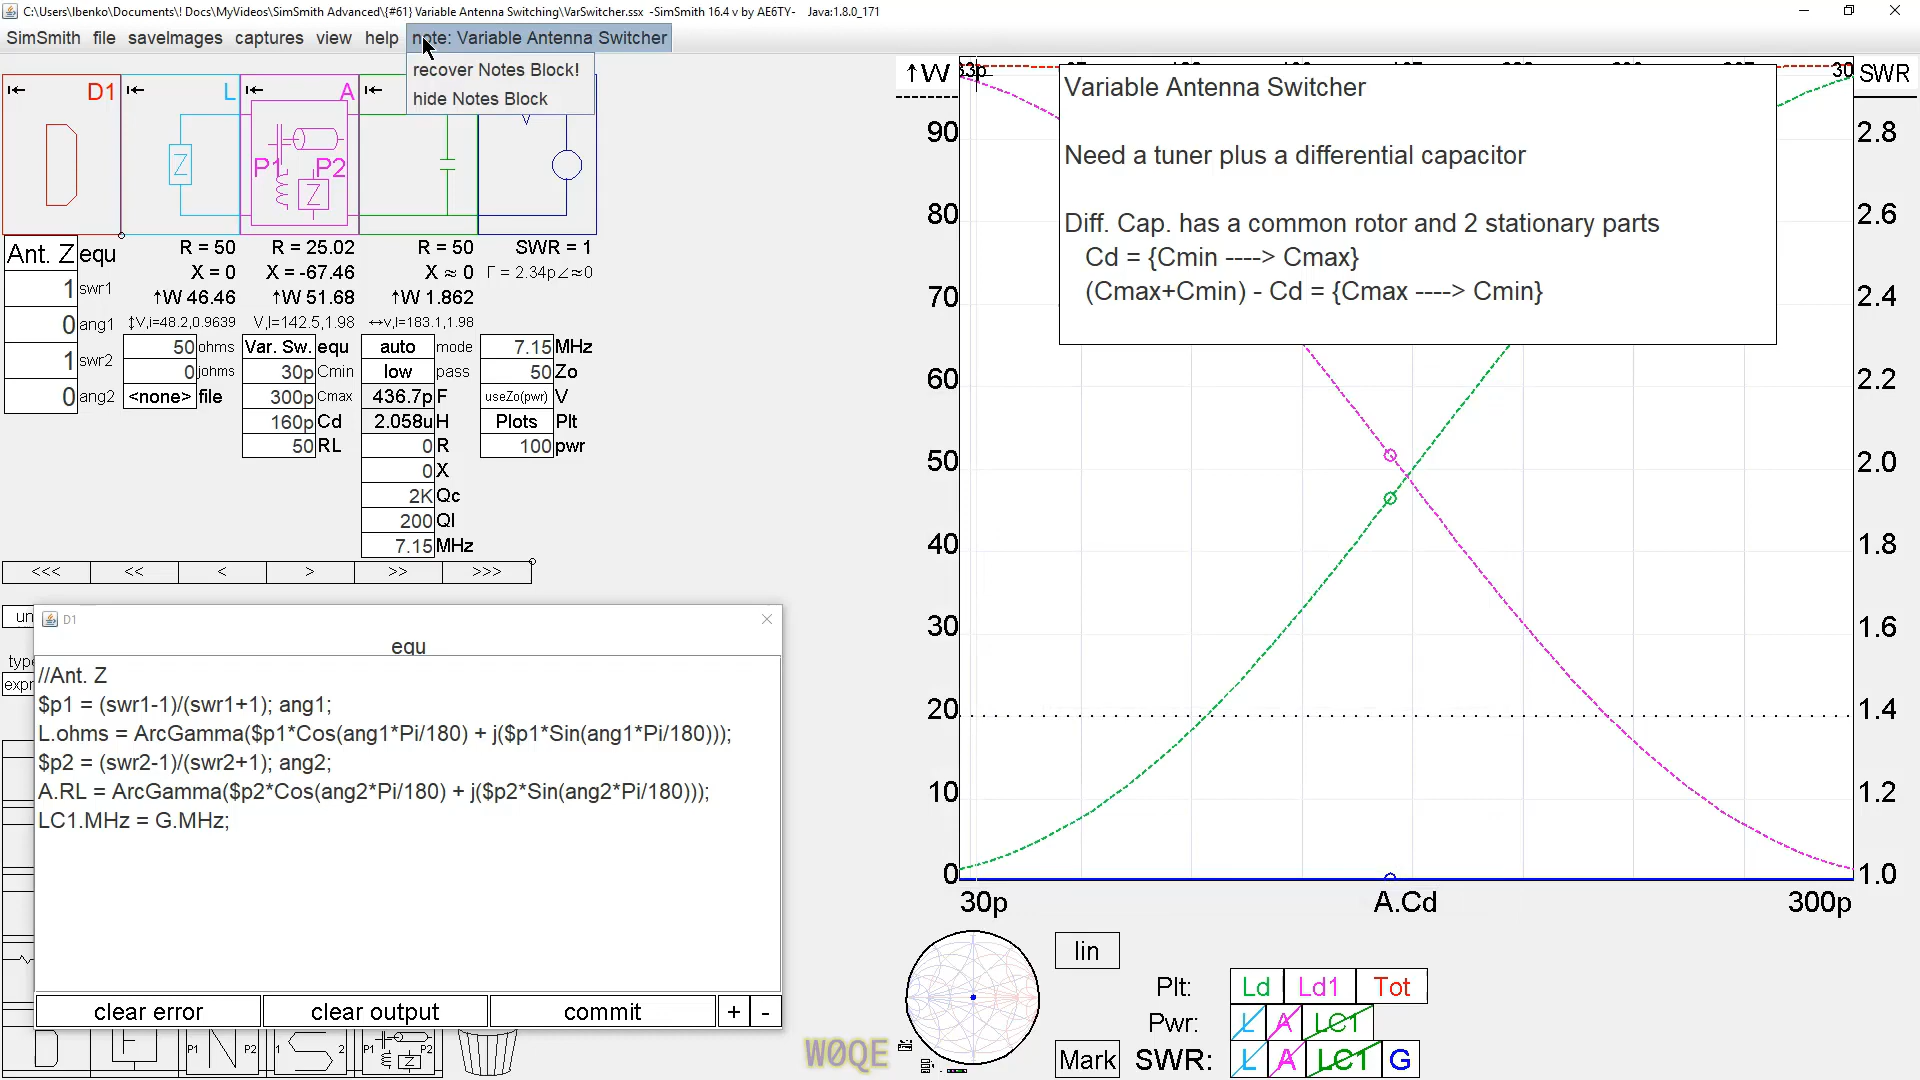 C:\Users\lbenko\Documents\! Docs\MyVideos\SimSmith Advanced\{#61} Variable Antenna Switching\VarSwitcher.ssx -SimSmith 16.4 v by AE6TY- Java:1.8.0_171
SimSmith file saveImages captures view help note: Variable Antenna Switcher
recover Notes Block!
hide Notes Block
D1 L A
Z P1 P2 Z
Ant. Z equ
1 swr1
0 ang1
1 swr2
0 ang2
R = 50
X = 0
↑W 46.46
↕V,i=48.2,0.9639
50 ohms
0 johms
<none> file
R = 25.02
X = -67.46
↑W 51.68
V,I=142.5,1.98
Var. Sw. equ
30p Cmin
300p Cmax
160p Cd
50 RL
R = 50
X ≈ 0
↑W 1.862
↔v,I=183.1,1.98
auto mode
low pass
436.7p F
2.058u H
0 R
0 X
2K Qc
200 Ql
7.15 MHz
SWR = 1
Γ = 2.34p∠≈0
7.15 MHz
50 Zo
useZo(pwr) V
Plots Plt
100 pwr
<<< << < > >> >>>
un
type
expr
D1
equ
//Ant. Z
$p1 = (swr1-1)/(swr1+1); ang1;
L.ohms = ArcGamma($p1*Cos(ang1*Pi/180) + j($p1*Sin(ang1*Pi/180)));
$p2 = (swr2-1)/(swr2+1); ang2;
A.RL = ArcGamma($p2*Cos(ang2*Pi/180) + j($p2*Sin(ang2*Pi/180)));
LC1.MHz = G.MHz;
clear error clear output commit + -
D F P1 N P2 1 S 2 P1 P2 Z
↑W SWR
Variable Antenna Switcher
Need a tuner plus a differential capacitor
Diff. Cap. has a common rotor and 2 stationary parts
Cd = {Cmin ----> Cmax}
(Cmax+Cmin) - Cd = {Cmax ----> Cmin}
90 2.8
80 2.6
70 2.4
60 2.2
50 2.0
40 1.8
30 1.6
20 1.4
10 1.2
0 1.0
30p A.Cd 300p
lin
Mark
Plt: Ld Ld1 Tot
Pwr: L A LC1
SWR: L A LC1 G
W0QE